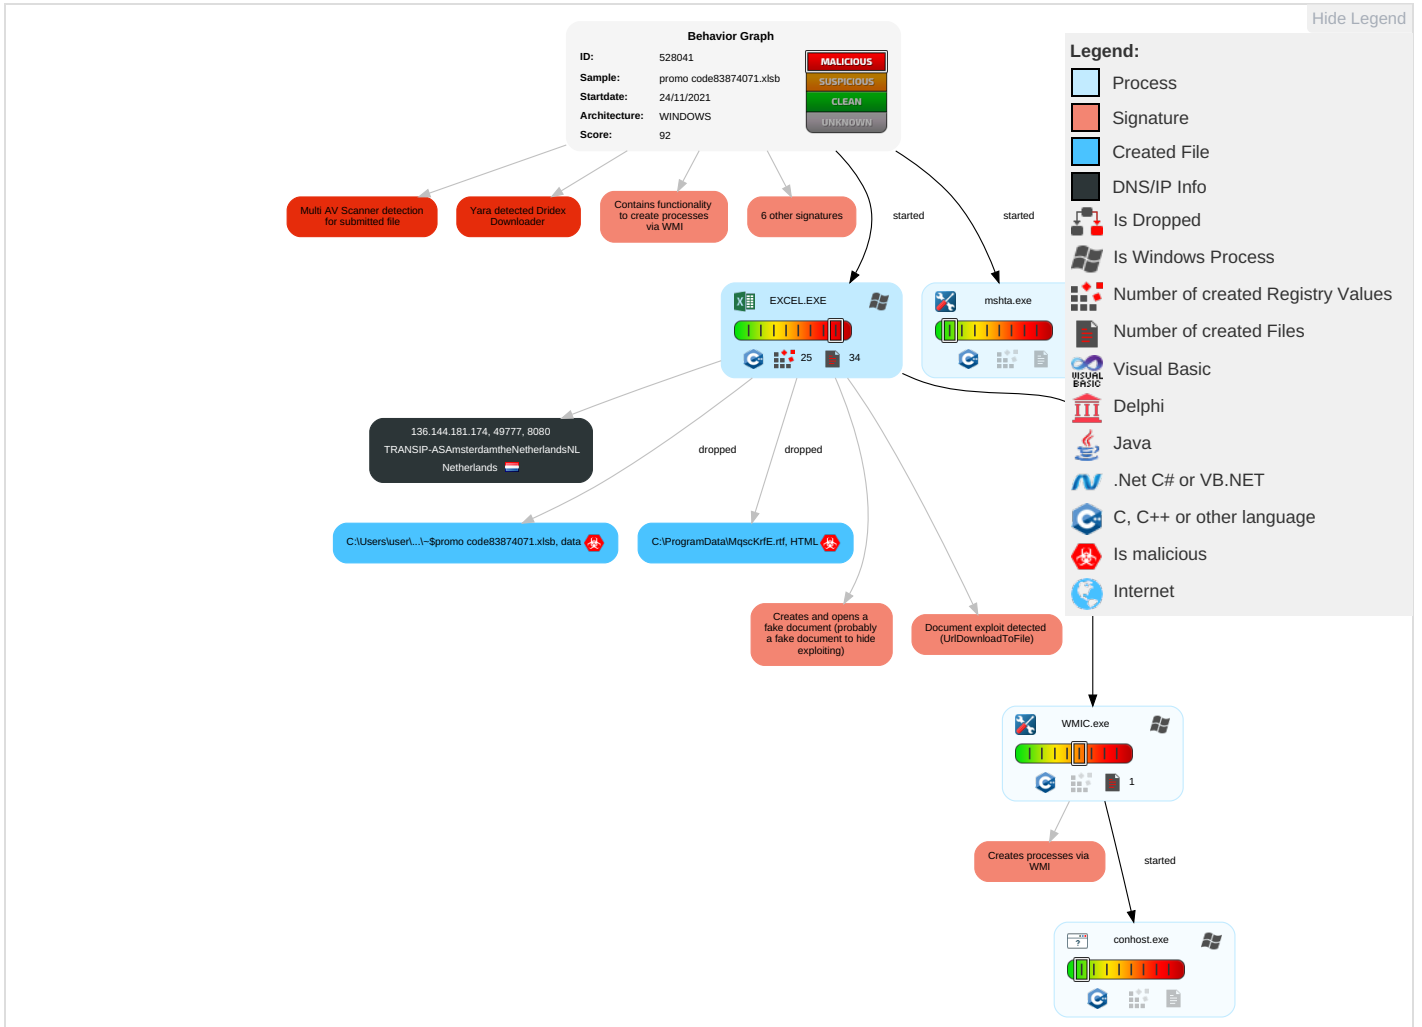 Hide Legend
Behavior Graph
ID: 528041
Sample: promo code83874071.xlsb
Startdate: 24/11/2021
Architecture: WINDOWS
Score: 92
MALICIOUS
SUSPICIOUS
CLEAN
UNKNOWN
Legend:
Process
Signature
Created File
DNS/IP Info
Is Dropped
Is Windows Process
Number of created Registry Values
Number of created Files
VISUAL
BASIC
Visual Basic
Delphi
Java
.Net C# or VB.NET
C, C++ or other language
Is malicious
Internet
Multi AV Scanner detection
for submitted file
Yara detected Dridex
Downloader
Contains functionality
to create processes
via WMI
6 other signatures
started
started
EXCEL.EXE
25
34
mshta.exe
136.144.181.174, 49777, 8080
TRANSIP-ASAmsterdamtheNetherlandsNL
Netherlands
dropped
dropped
C:\Users\user\...\~$promo code83874071.xlsb, data
C:\ProgramData\MqscKrfE.rtf, HTML
Creates and opens a
fake document (probably
a fake document to hide
exploiting)
Document exploit detected
(UrlDownloadToFile)
WMIC.exe
1
Creates processes via
WMI
started
conhost.exe